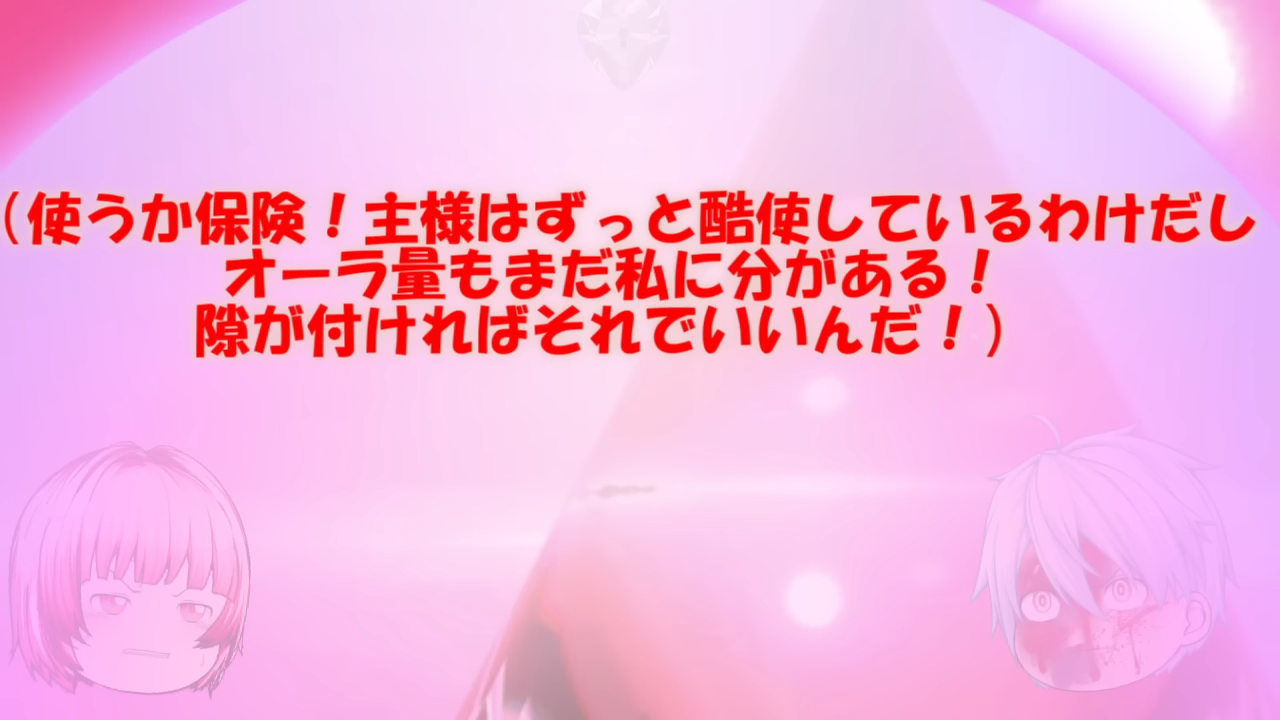 （使うか保険！主様はずっと酷使しているわけだし
オーラ量もまだ私に分がある！
隙が付ければそれでいいんだ！）